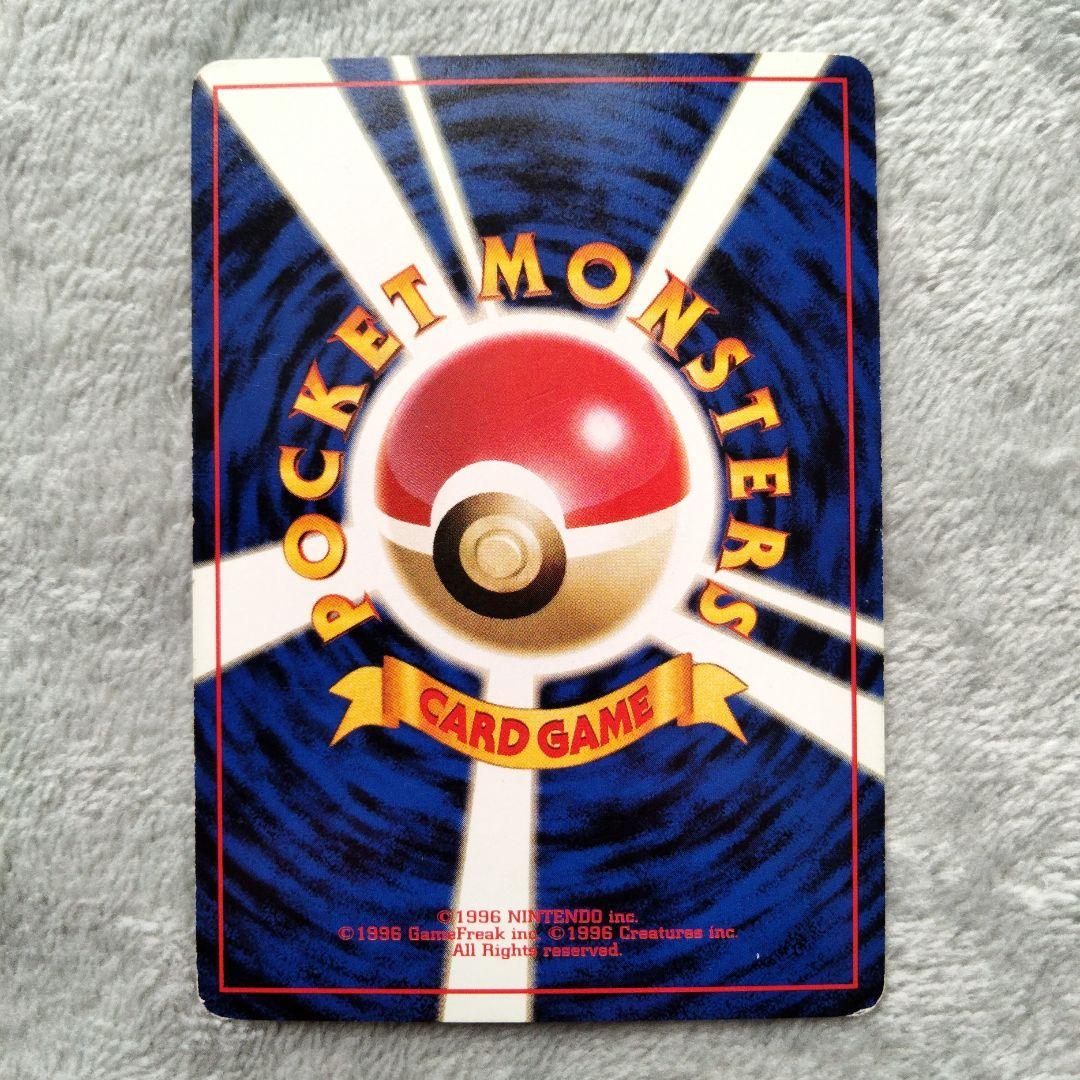 POCKET MONSTERS
CARD GAME
©1996 NINTENDO inc.
©1996 GameFreak inc. ©1996 Creatures inc.
All Rights reserved.